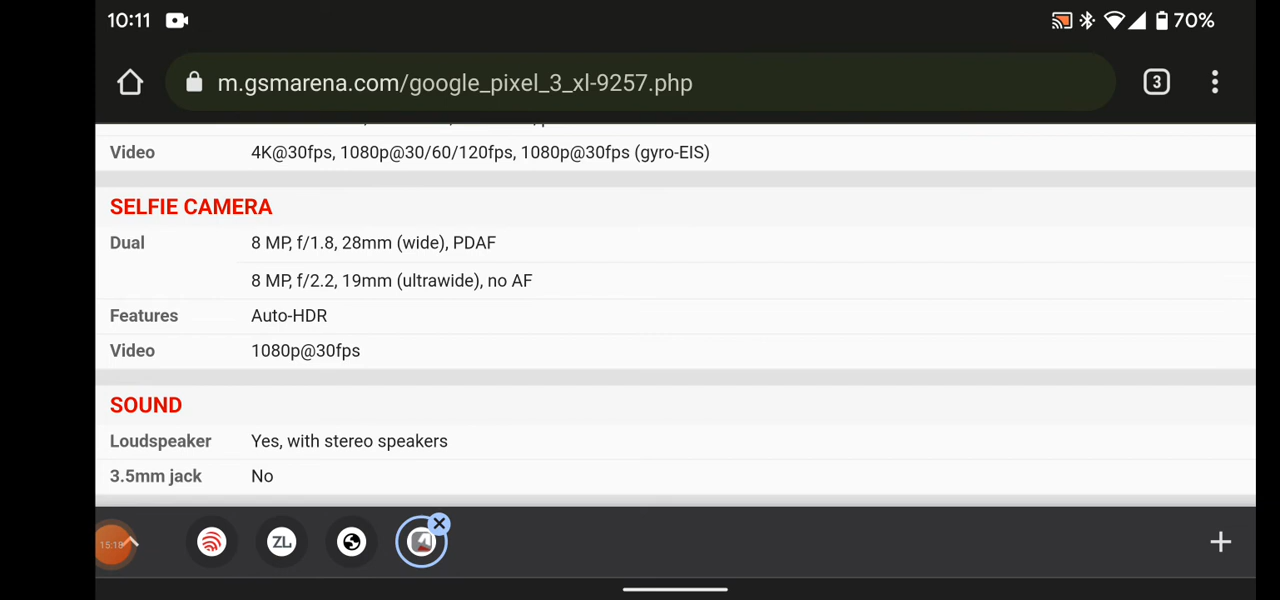 10:11 70%
m.gsmarena.com/google_pixel_3_xl-9257.php 3
Video 4K@30fps, 1080p@30/60/120fps, 1080p@30fps (gyro-EIS)
SELFIE CAMERA
Dual 8 MP, f/1.8, 28mm (wide), PDAF
8 MP, f/2.2, 19mm (ultrawide), no AF
Features Auto-HDR
Video 1080p@30fps
SOUND
Loudspeaker Yes, with stereo speakers
3.5mm jack No
ZL